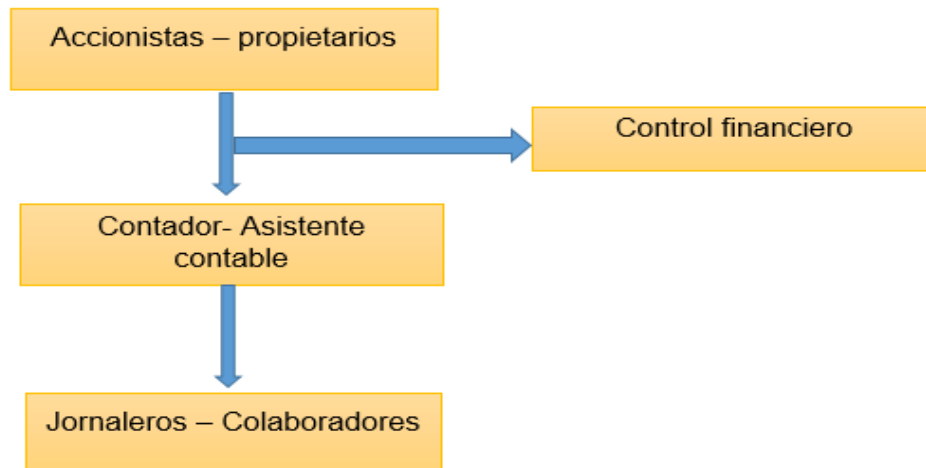 Accionistas – propietarios
Control financiero
Contador- Asistente
contable
Jornaleros – Colaboradores